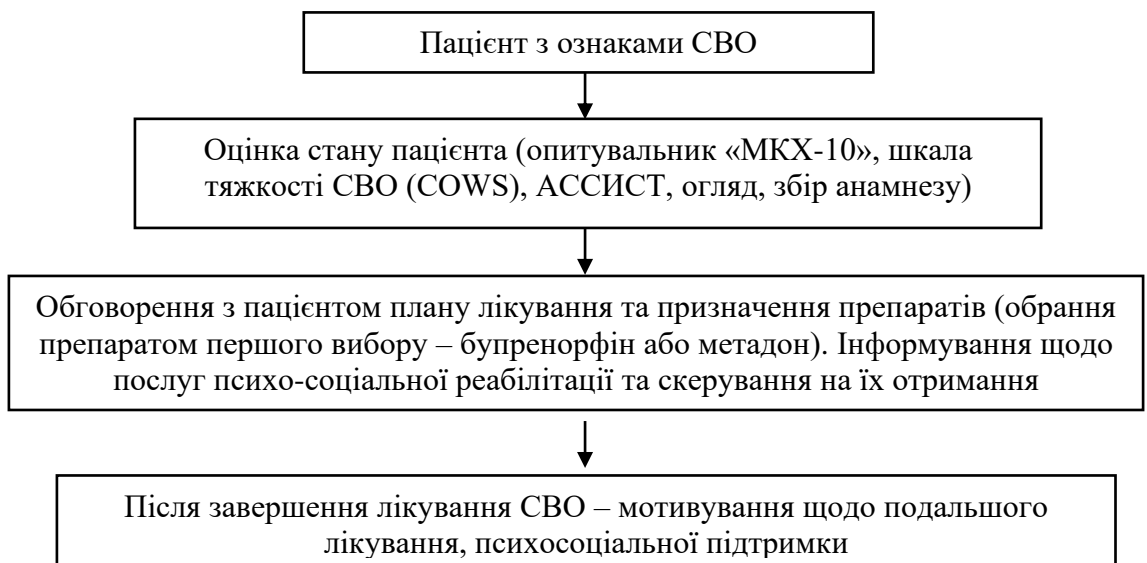 Пацієнт з ознаками СВО
Оцінка стану пацієнта (опитувальник «МКХ-10», шкала
тяжкості СВО (COWS), АССИСТ, огляд, збір анамнезу)
Обговорення з пацієнтом плану лікування та призначення препаратів (обрання
препаратом першого вибору – бупренорфін або метадон). Інформування щодо
послуг психо-соціальної реабілітації та скерування на їх отримання
Після завершення лікування СВО – мотивування щодо подальшого
лікування, психосоціальної підтримки